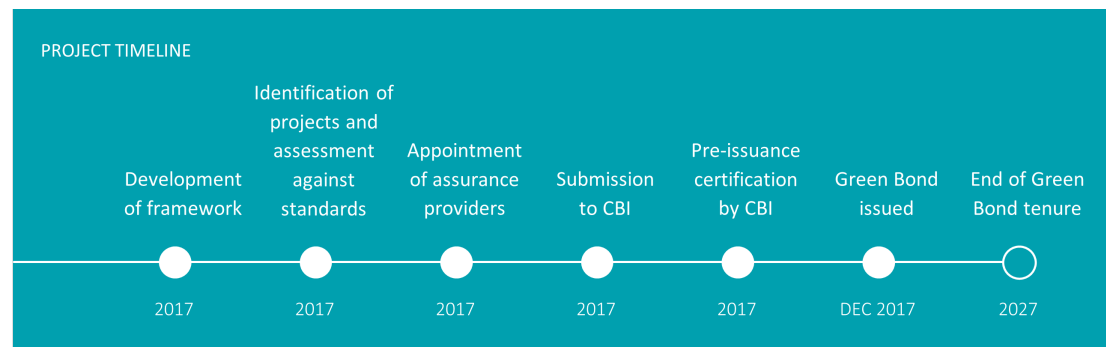 PROJECT TIMELINE
Development
of framework
2017
Identification of
projects and
assessment
against
standards
2017
Appointment
of assurance
providers
2017
Submission
to CBI
2017
Pre-issuance
certification
by CBI
2017
Green Bond
issued
DEC 2017
End of Green
Bond tenure
2027